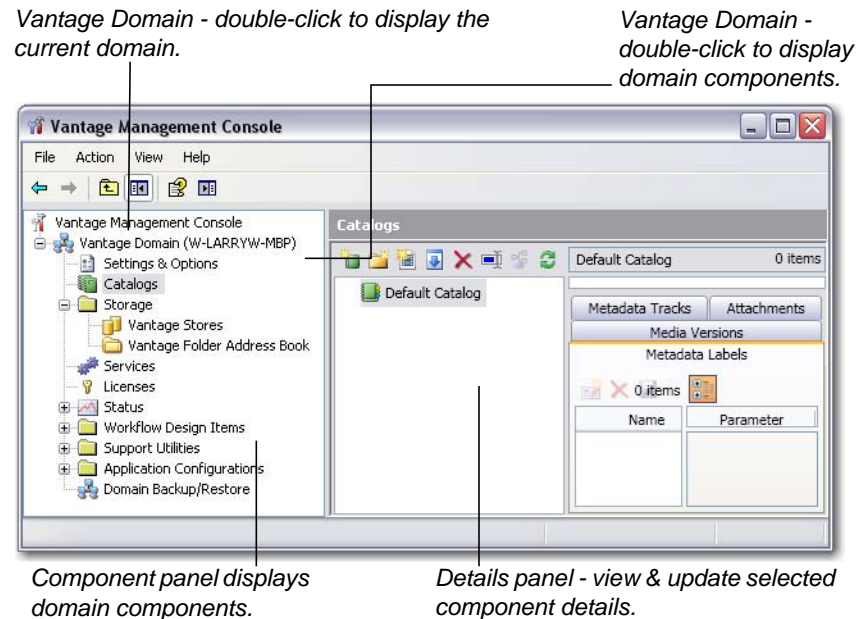 Vantage Domain - double-click to display the
current domain.
Vantage Domain -
double-click to display
domain components.
Vantage Management Console
File Action View Help
Vantage Management Console
Vantage Domain (W-LARRYW-MBP)
Settings & Options
Catalogs
Storage
Vantage Stores
Vantage Folder Address Book
Services
Licenses
Status
Workflow Design Items
Support Utilities
Application Configurations
Domain Backup/Restore
Catalogs
Default Catalog
Default Catalog 0 items
Metadata Tracks Attachments
Media Versions
Metadata Labels
0 items
Name Parameter
Component panel displays
domain components.
Details panel - view & update selected
component details.